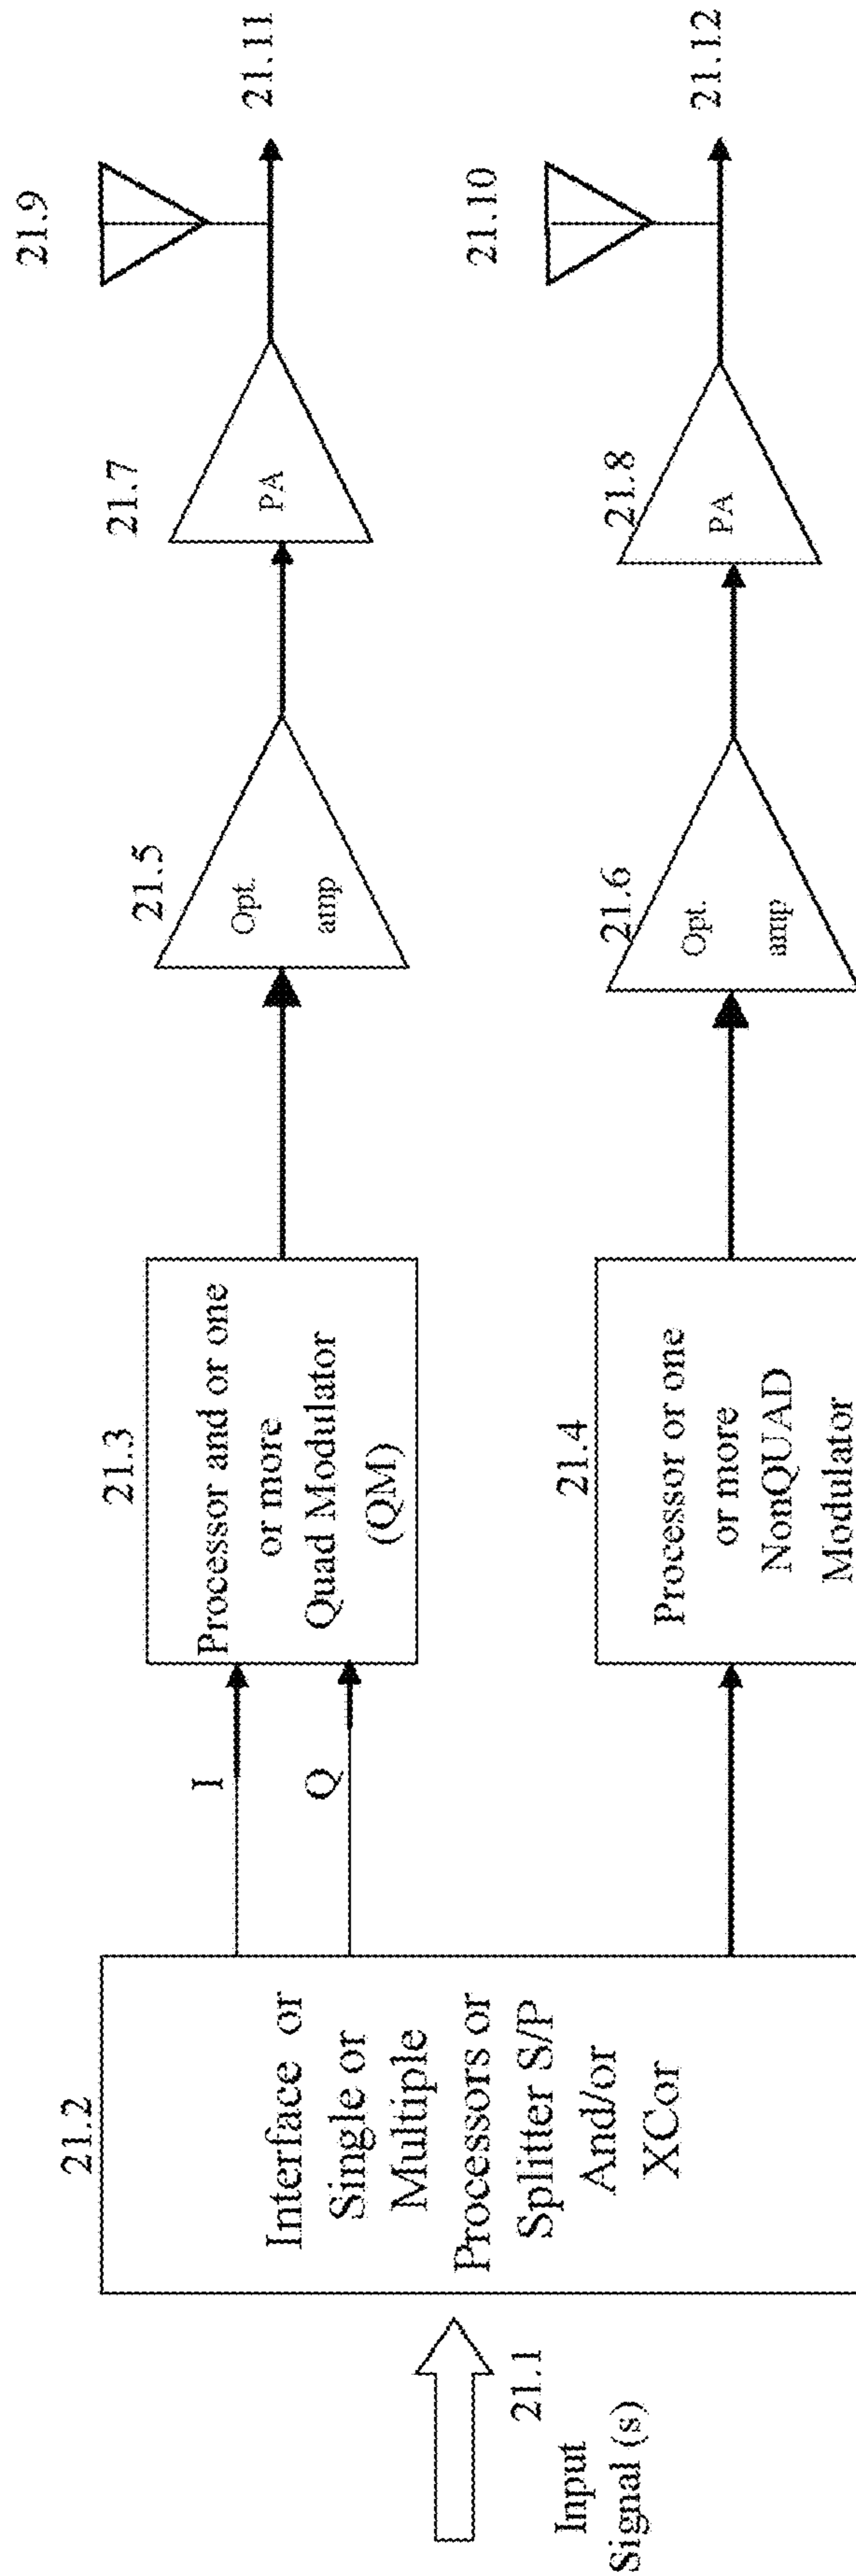 21.1
Input
Signal (s)
21.2
Interface or
Single or
Multiple
Processors or
Splitter S/P
And/or
XCor
I
Q
21.3
Processor and or one
or more
Quad Modulator
(QM)
21.5
Opt.
amp
21.7
PA
21.9
21.11
21.4
Processor or one
or more
NonQUAD
Modulator
21.6
Opt.
amp
21.8
PA
21.10
21.12